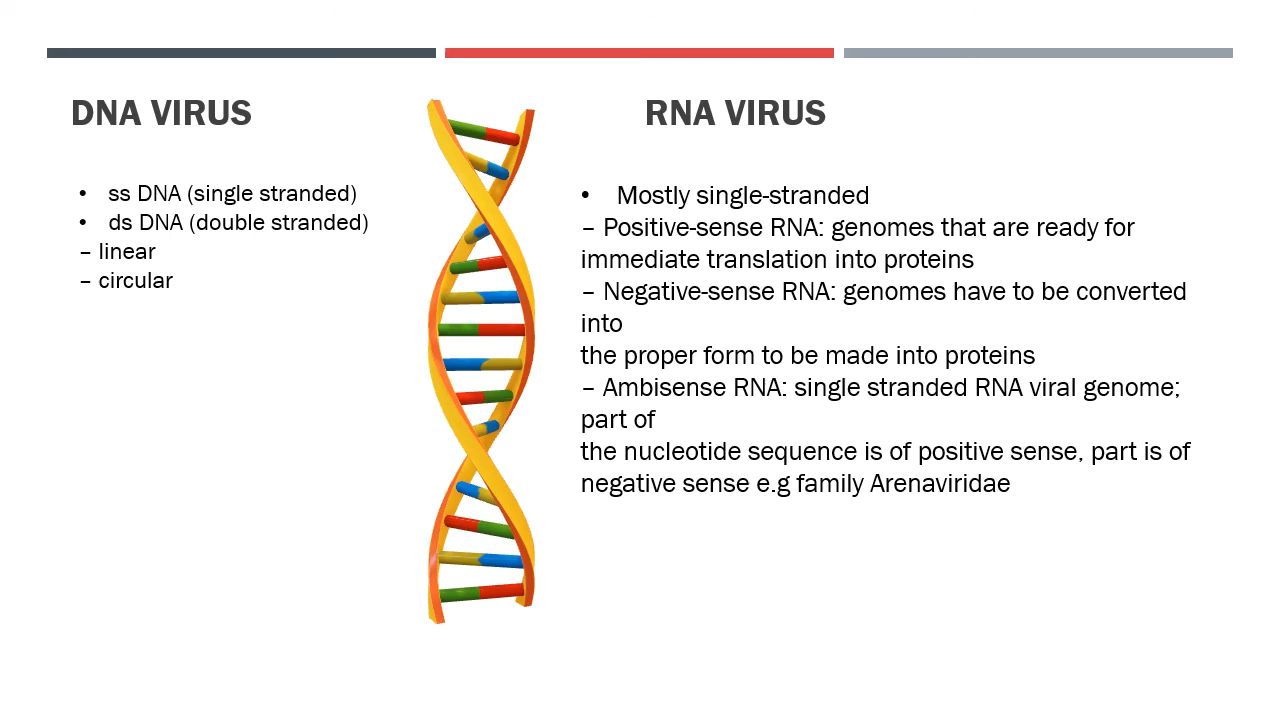 DNA VIRUS
• ss DNA (single stranded)
• ds DNA (double stranded)
– linear
– circular
RNA VIRUS
• Mostly single-stranded
– Positive-sense RNA: genomes that are ready for
immediate translation into proteins
– Negative-sense RNA: genomes have to be converted
into
the proper form to be made into proteins
– Ambisense RNA: single stranded RNA viral genome;
part of
the nucleotide sequence is of positive sense, part is of
negative sense e.g family Arenaviridae